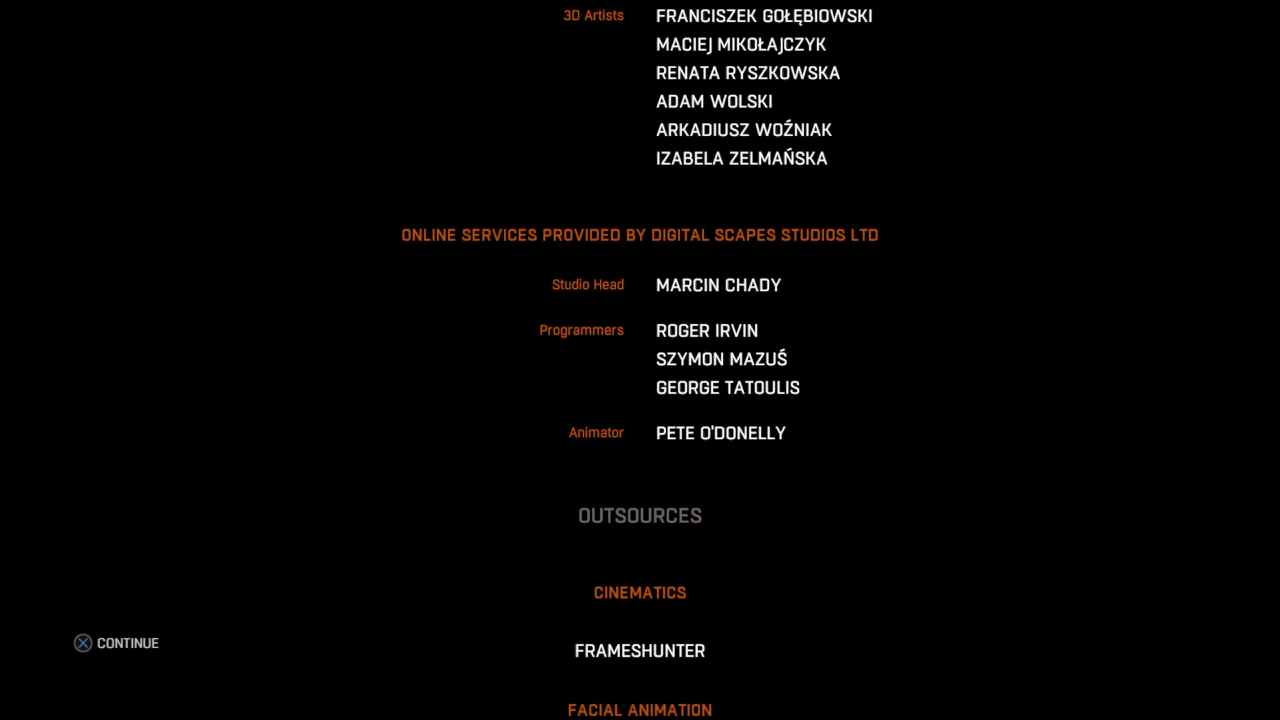 3D Artists FRANCISZEK GOŁĘBIOWSKI
MACIEJ MIKOŁAJCZYK
RENATA RYSZKOWSKA
ADAM WOLSKI
ARKADIUSZ WOŹNIAK
IZABELA ZELMAŃSKA
ONLINE SERVICES PROVIDED BY DIGITAL SCAPES STUDIOS LTD
Studio Head MARCIN CHADY
Programmers ROGER IRVIN
SZYMON MAZUŚ
GEORGE TATOULIS
Animator PETE O'DONELLY
OUTSOURCES
CINEMATICS
CONTINUE
FRAMESHUNTER
FACIAL ANIMATION